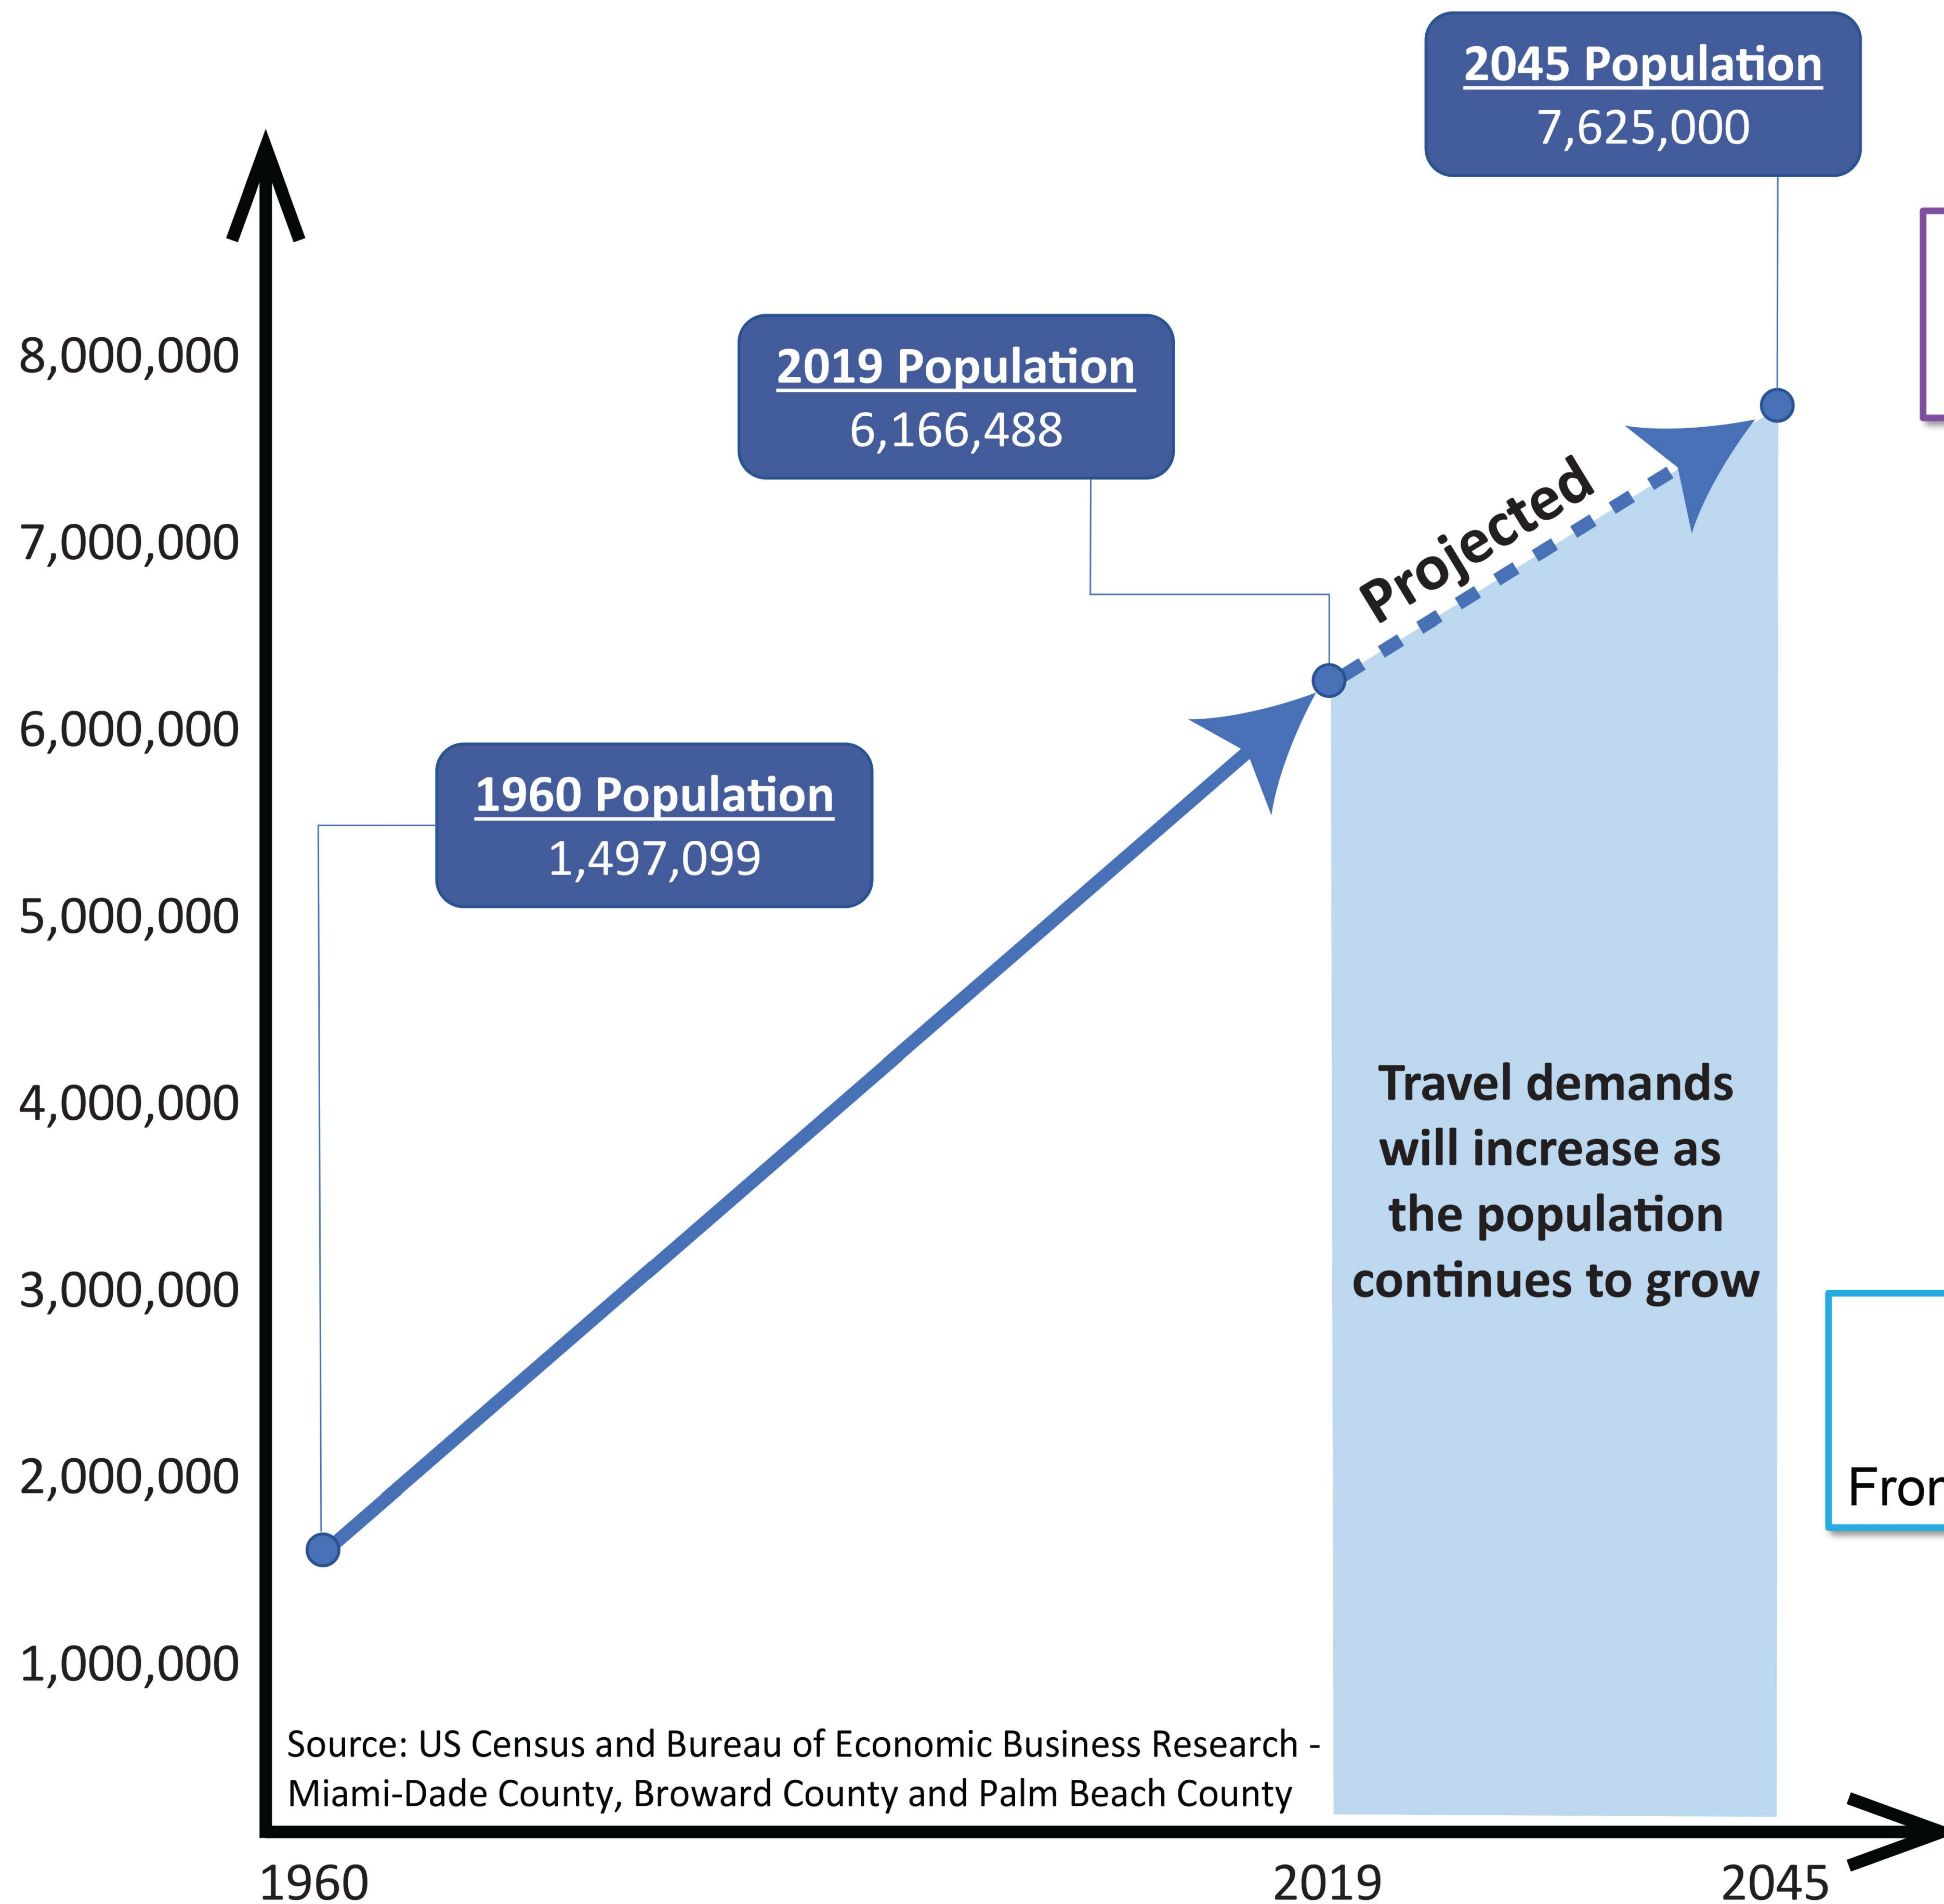 2045 Population
7,625,000
8,000,000
2019 Population
6,166,488
7,000,000
Projected
6,000,000
1960 Population
1,497,099
5,000,000
4,000,000
Travel demands
will increase as
the population
continues to grow
3,000,000
2,000,000
1,000,000
Source: US Census and Bureau of Economic Business Research -
Miami-Dade County, Broward County and Palm Beach County
1960
2019
2045